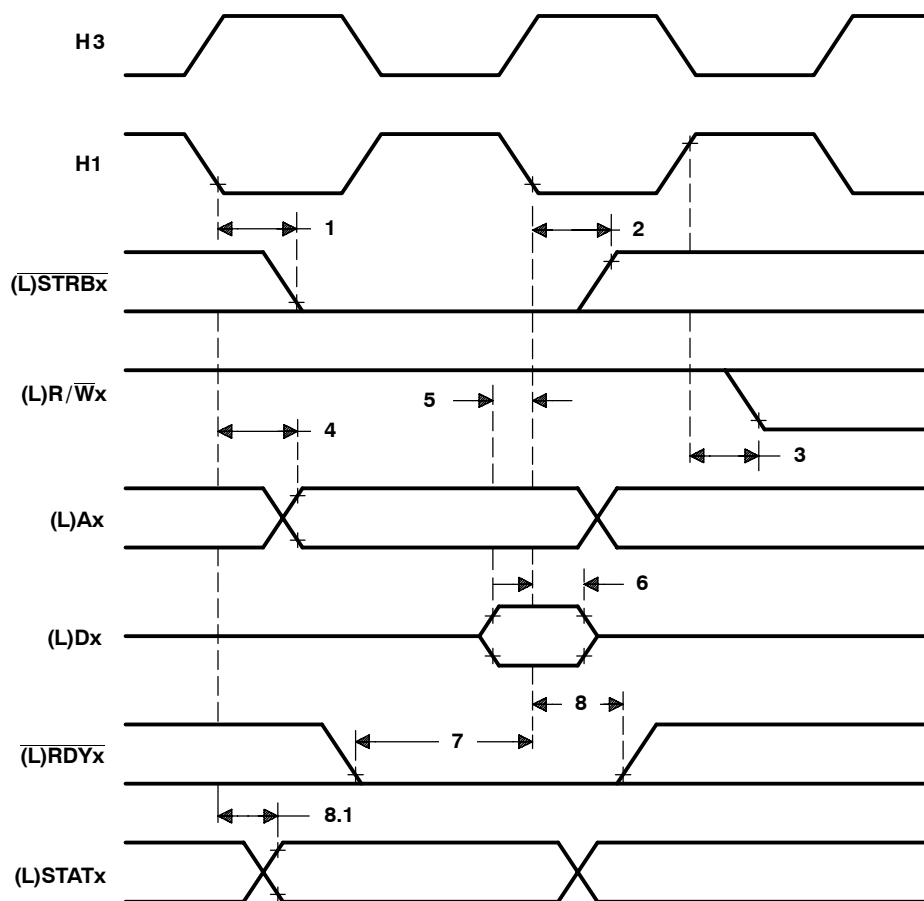 H3
H1
1
2
(L)STRBx
(L)R/Wx
5
4
3
(L)Ax
6
(L)Dx
8
(L)RDYx
7
8.1
(L)STATx